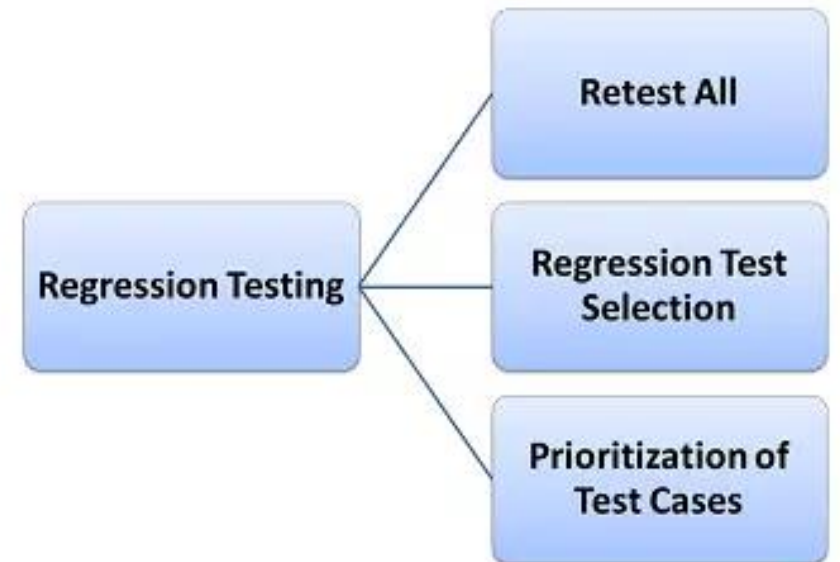 Retest All
Regression Testing
Regression Test
Selection
Prioritization of
Test Cases